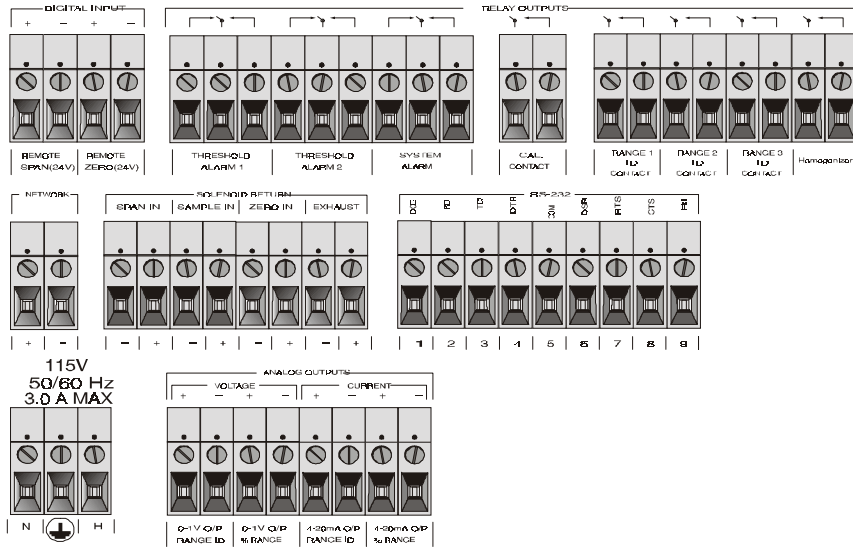 DIGITAL INPUT
RELAY OUTPUTS
+ − + −
REMOTE SPAN(24V)
REMOTE ZERO(24V)
THRESHOLD ALARM 1
THRESHOLD ALARM 2
SYSTEM ALARM
CAL. CONTACT
RANGE 1 I.D CONTACT
RANGE 2 I.D CONTACT
RANGE 3 I.D CONTACT
Homogenizer
NETWORK
+ −
SOLENOID RETURN
SPAN IN SAMPLE IN ZERO IN EXHAUST
− + − + − + − +
RS-232
DCD RD TD DTR COM DSR RTS CTS RI
1 2 3 4 5 6 7 8 9
115V
50/60 Hz
3.0 A MAX
N H
ANALOG OUTPUTS
VOLTAGE CURRENT
+ − + − + − + −
0-1V O/P RANGE ID
0-1V O/P % RANGE
4-20mA O/P RANGE ID
4-20mA O/P % RANGE